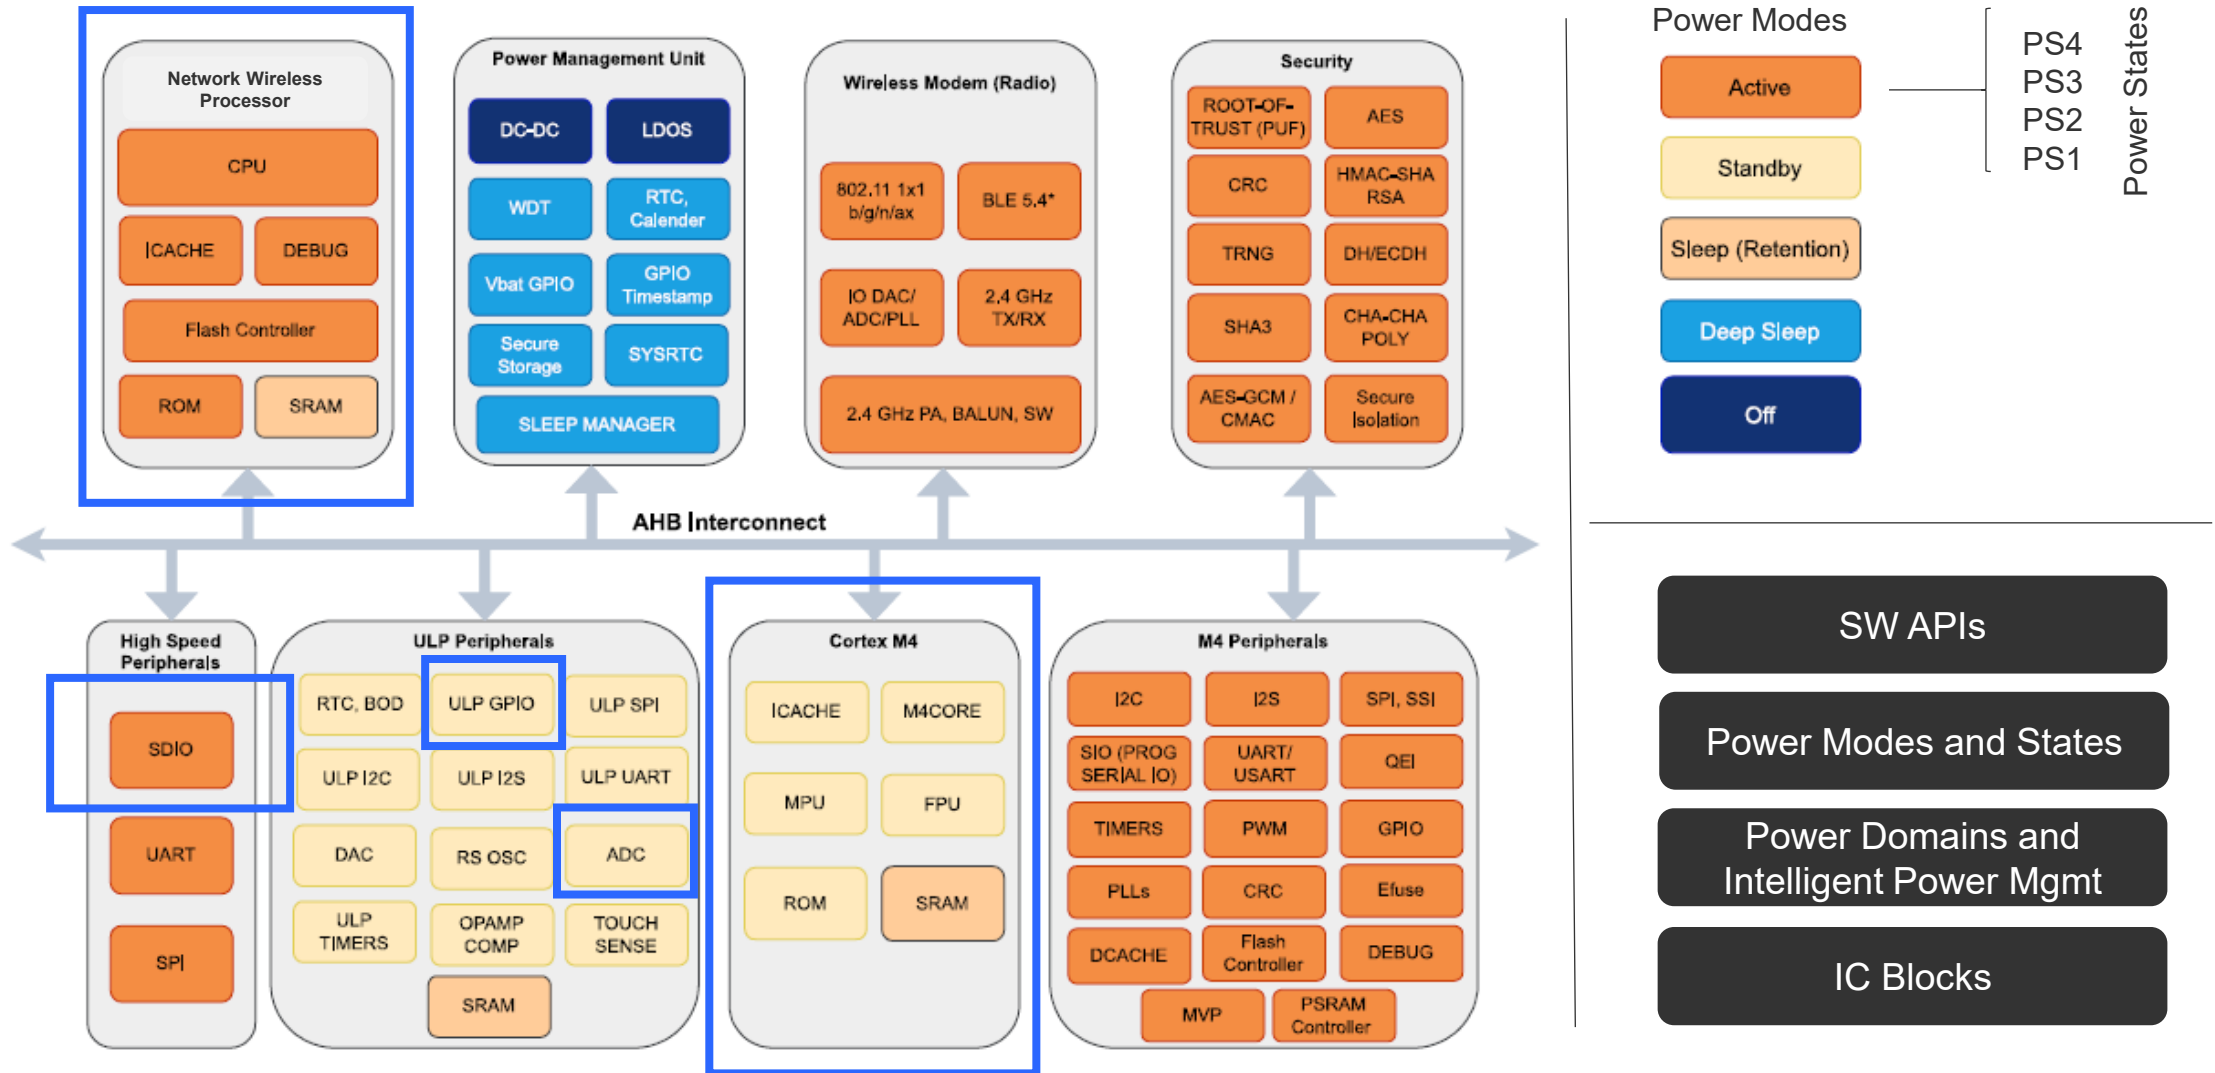 Network Wireless
Processor
CPU
ICACHE
DEBUG
Flash Controller
ROM
SRAM
Power Management Unit
DC-DC
LDOS
WDT
RTC,
Calender
Vbat GPIO
GPIO
Timestamp
Secure
Storage
SYSRTC
SLEEP MANAGER
Wireless Modem (Radio)
802.11 1x1
b/g/n/ax
BLE 5.4*
IO DAC/
ADC/PLL
2.4 GHz
TX/RX
2.4 GHz PA, BALUN, SW
Security
ROOT-OF-
TRUST (PUF)
AES
CRC
HMAC-SHA
RSA
TRNG
DH/ECDH
SHA3
CHA-CHA
POLY
AES-GCM /
CMAC
Secure
Isolation
AHB Interconnect
High Speed
Peripherals
SDIO
UART
SPI
ULP Peripherals
RTC, BOD
ULP GPIO
ULP SPI
ULP I2C
ULP I2S
ULP UART
DAC
RS OSC
ADC
ULP
TIMERS
OPAMP
COMP
TOUCH
SENSE
SRAM
Cortex M4
ICACHE
M4CORE
MPU
FPU
ROM
SRAM
M4 Peripherals
I2C
I2S
SPI, SSI
SIO (PROG
SERIAL IO)
UART/
USART
QEI
TIMERS
PWM
GPIO
PLLs
CRC
Efuse
DCACHE
Flash
Controller
DEBUG
MVP
PSRAM
Controller
Power Modes
Active
Standby
Sleep (Retention)
Deep Sleep
Off
PS4
PS3
PS2
PS1
Power States
SW APIs
Power Modes and States
Power Domains and
Intelligent Power Mgmt
IC Blocks